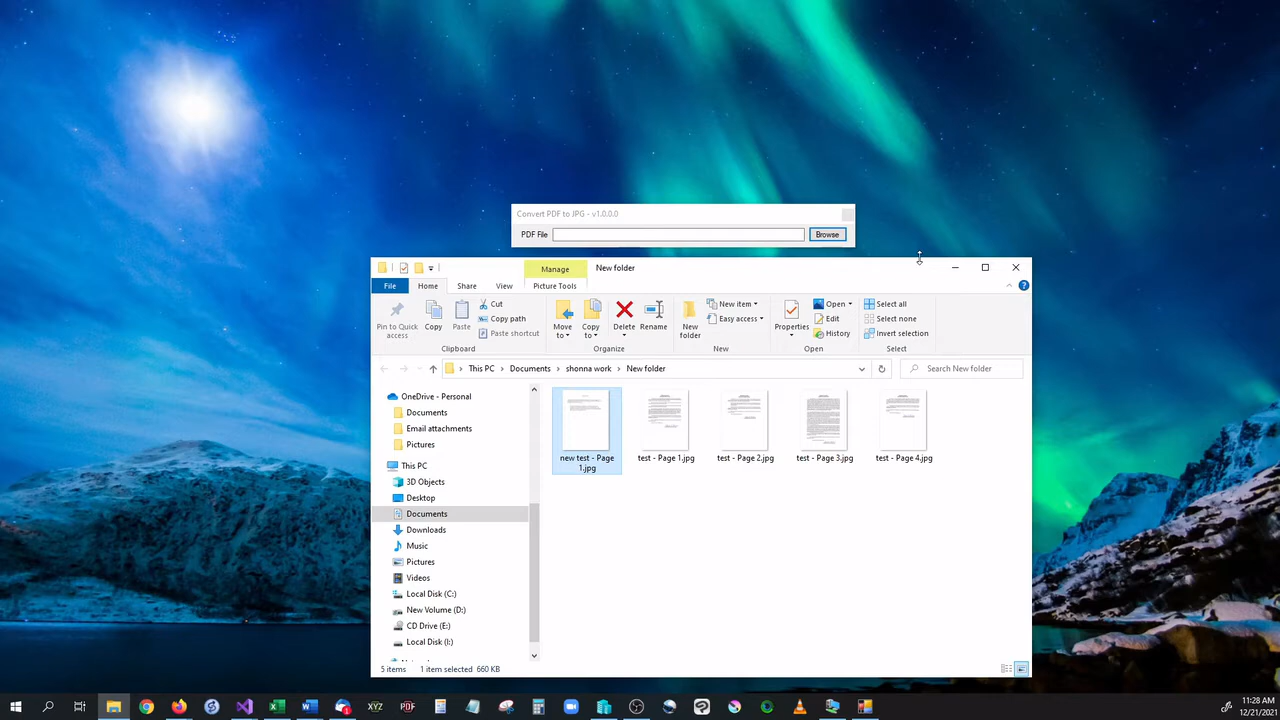 Convert PDF to JPG - v1.0.0.0
PDF File
Browse
Manage
New folder
File
Home
Share
View
Picture Tools
Pin to Quick
access
Copy
Paste
Cut
Copy path
Paste shortcut
Clipboard
Move
to
Copy
to
Delete
Rename
Organize
New
folder
New item
Easy access
New
Properties
Open
Edit
History
Open
Select all
Select none
Invert selection
Select
This PC
Documents
shonna work
New folder
Search New folder
OneDrive - Personal
Documents
Email attachments
Pictures
This PC
3D Objects
Desktop
Documents
Downloads
Music
Pictures
Videos
Local Disk (C:)
New Volume (D:)
CD Drive (E:)
Local Disk (I:)
new test - Page
1.jpg
test - Page 1.jpg
test - Page 2.jpg
test - Page 3.jpg
test - Page 4.jpg
5 items
1 item selected 660 KB
XYZ
PDF
11:28 AM
12/21/2021